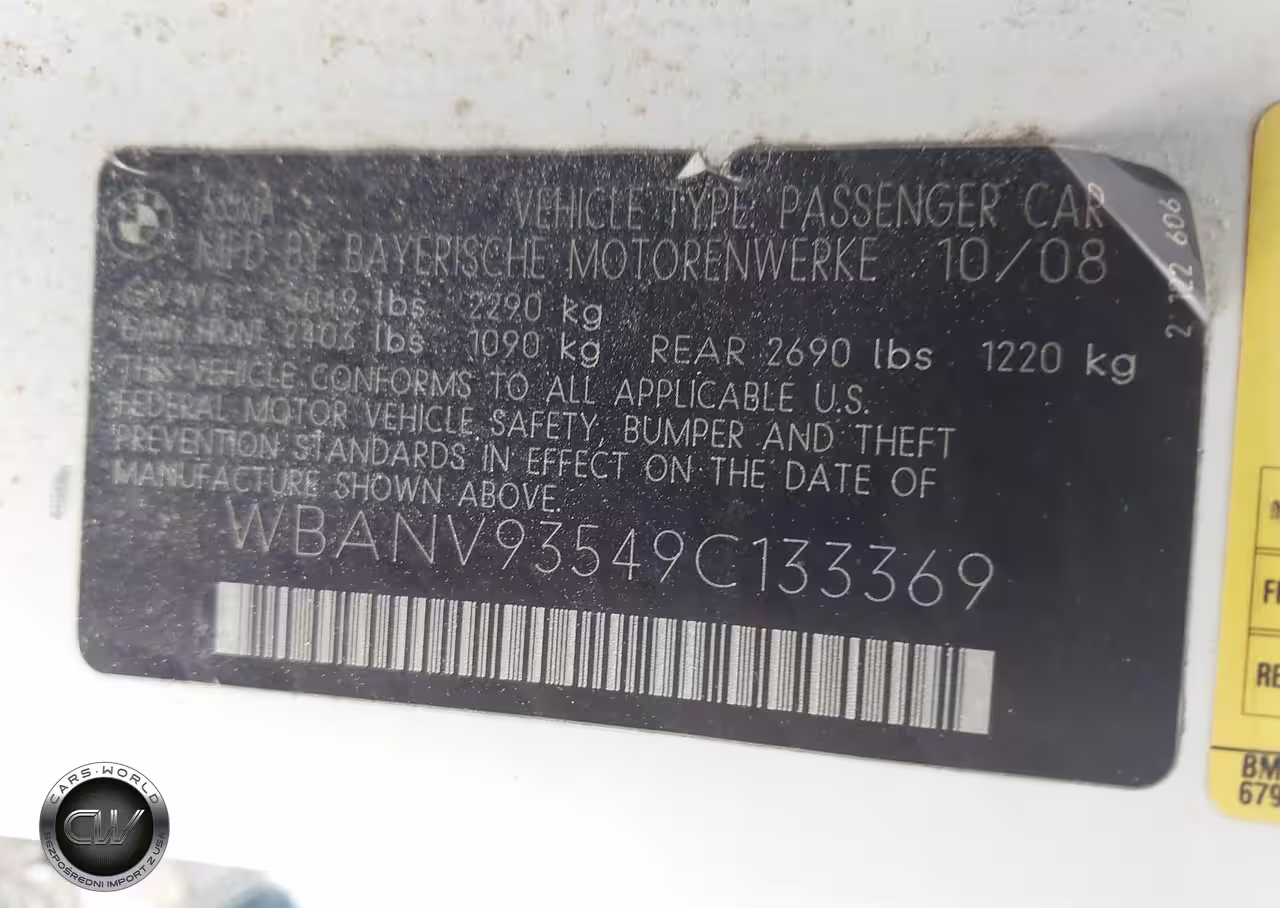 VEHICLE TYPE: PASSENGER CAR
MFD BY BAYERISCHE MOTORENWERKE 10/08
GVWR 5049 lbs 2290 kg
GAWR FRONT 2403 lbs 1090 kg REAR 2690 lbs 1220 kg
THIS VEHICLE CONFORMS TO ALL APPLICABLE U.S.
FEDERAL MOTOR VEHICLE SAFETY, BUMPER AND THEFT
PREVENTION STANDARDS IN EFFECT ON THE DATE OF
MANUFACTURE SHOWN ABOVE.
WBANV93549C133369
606
BM
679
CARS-WORLD
CW
BEZPOŚREDNI IMPORT Z USA